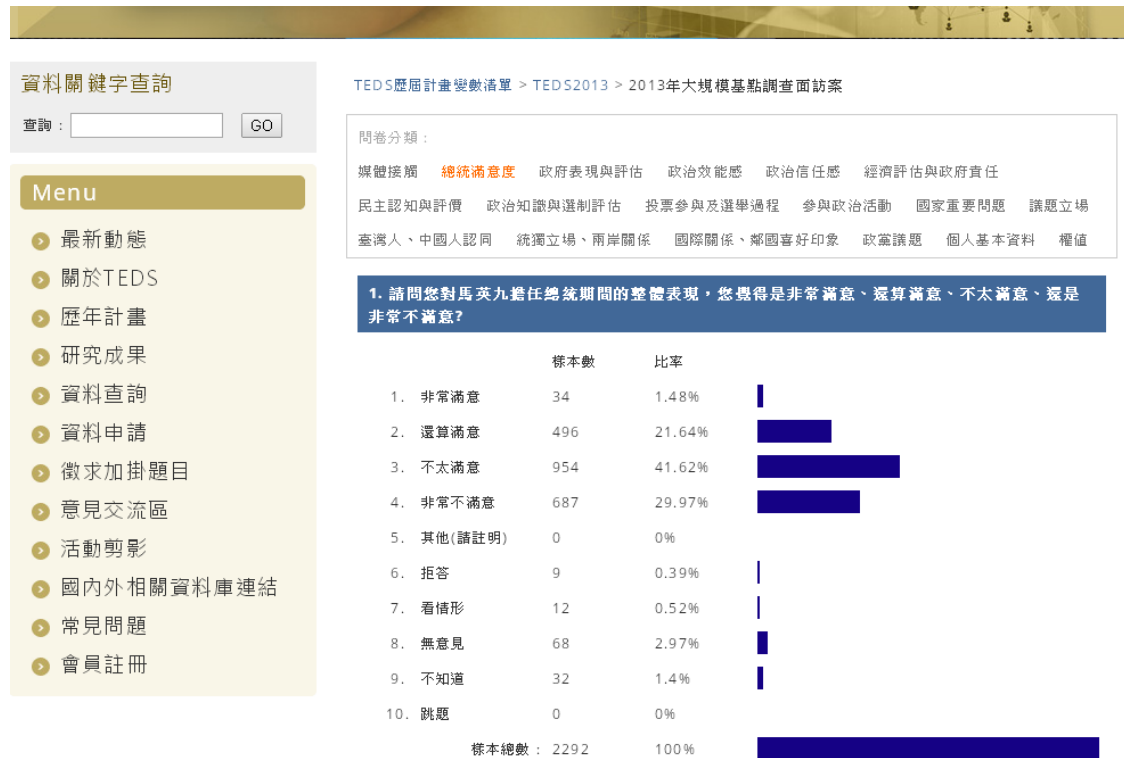 資料關鍵字查詢
查詢 : GO
Menu
最新動態
關於TEDS
歷年計畫
研究成果
資料查詢
資料申請
徵求加掛題目
意見交流區
活動剪影
國內外相關資料庫連結
常見問題
會員註冊
TEDS歷屆計畫變數清單 > TEDS2013 > 2013年大規模基點調查面訪案
問卷分類 :
媒體接觸 總統滿意度 政府表現與評估 政治效能感 政治信任感 經濟評估與政府責任
民主認知與評價 政治知識與選制評估 投票參與及選舉過程 參與政治活動 國家重要問題 議題立場
臺灣人、中國人認同 統獨立場、兩岸關係 國際關係、鄰國喜好印象 政黨議題 個人基本資料 權值
1. 請問您對馬英九擔任總統期間的整體表現，您覺得是非常滿意、還算滿意、不太滿意、還是
非常不滿意?
樣本數 比率
1. 非常滿意 34 1.48%
2. 還算滿意 496 21.64%
3. 不太滿意 954 41.62%
4. 非常不滿意 687 29.97%
5. 其他(請註明) 0 0%
6. 拒答 9 0.39%
7. 看情形 12 0.52%
8. 無意見 68 2.97%
9. 不知道 32 1.4%
10. 跳題 0 0%
樣本總數 : 2292 100%